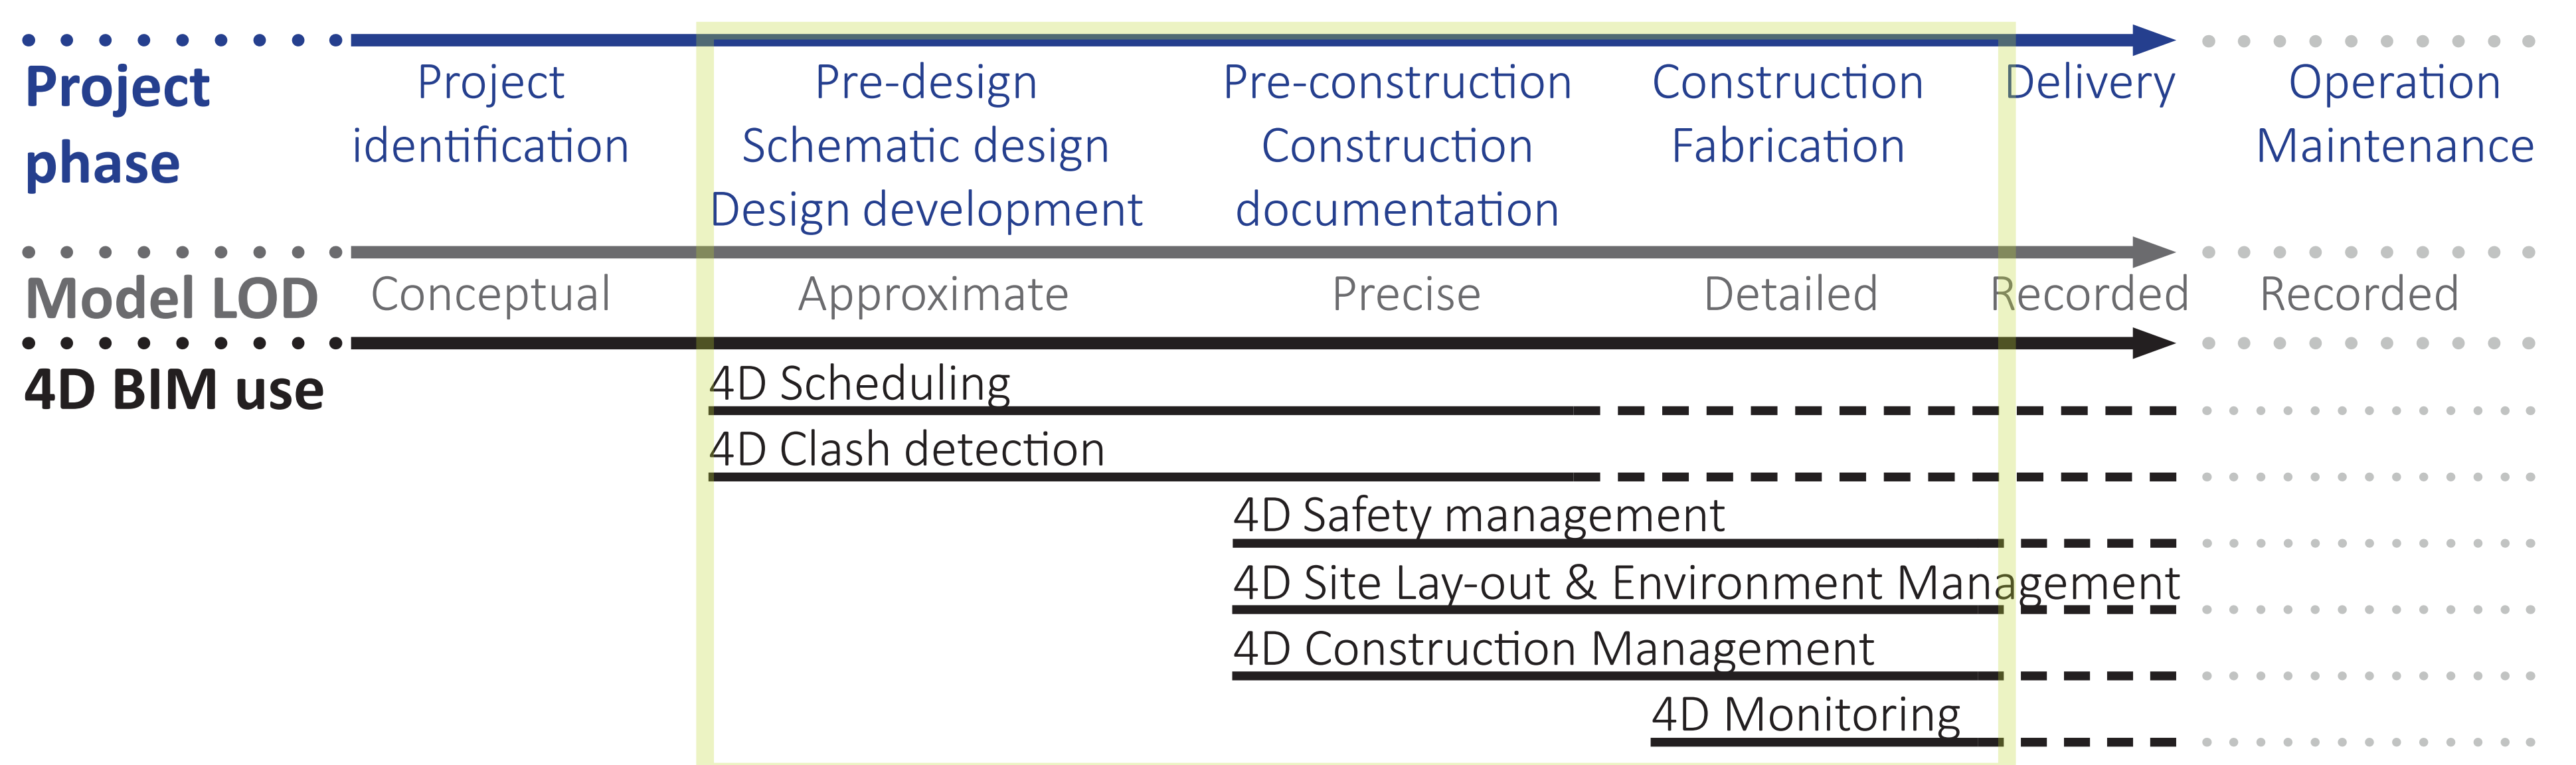 Project phase
Project identification
Pre-design
Schematic design
Design development
Pre-construction
Construction documentation
Construction
Fabrication
Delivery
Operation
Maintenance
Model LOD
Conceptual
Approximate
Precise
Detailed
Recorded
Recorded
4D BIM use
4D Scheduling
4D Clash detection
4D Safety management
4D Site Lay-out & Environment Management
4D Construction Management
4D Monitoring